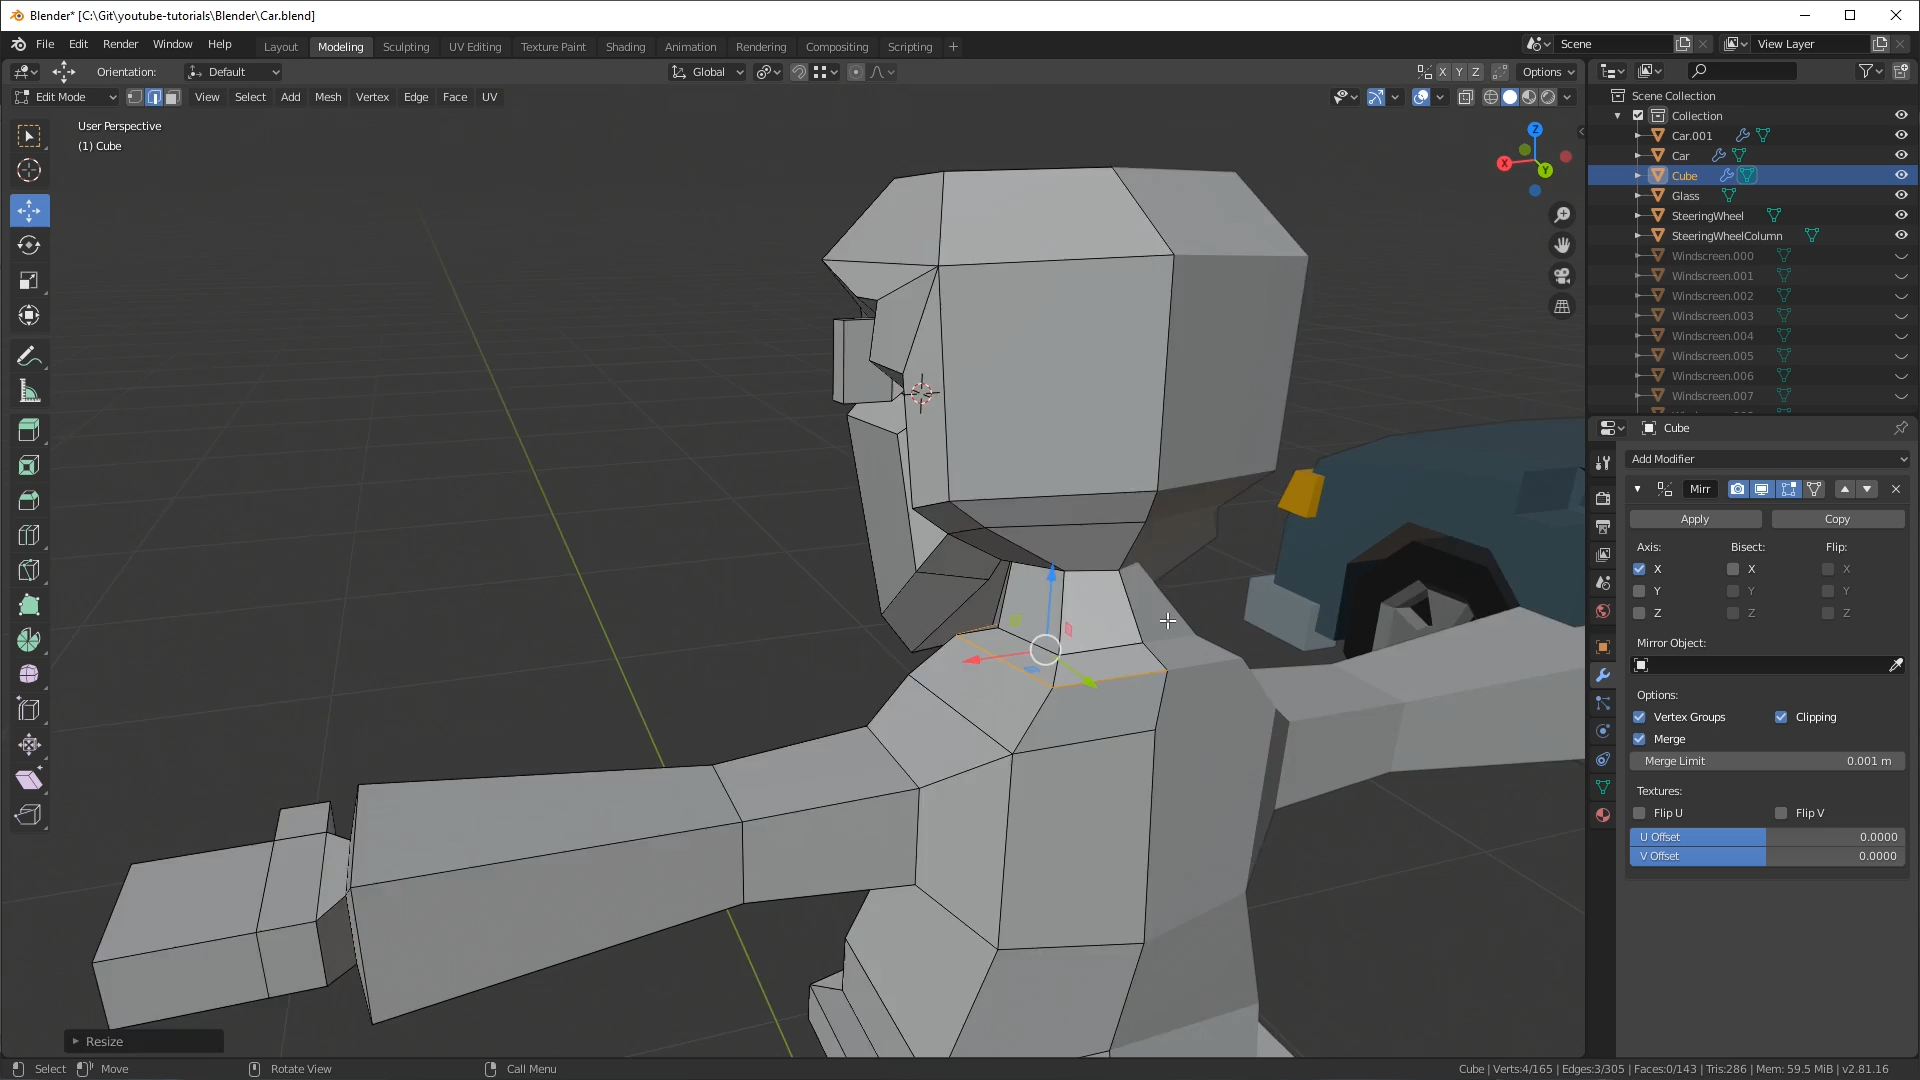 Blender* [C:\Git\youtube-tutorials\Blender\Car.blend]
File Edit Render Window Help
Layout Modeling Sculpting UV Editing Texture Paint Shading Animation Rendering Compositing Scripting +
Scene View Layer
Orientation: Default Global X Y Z Options
Edit Mode View Select Add Mesh Vertex Edge Face UV
User Perspective
(1) Cube
Z
X
Y
Scene Collection
Collection
Car.001
Car
Cube
Glass
SteeringWheel
SteeringWheelColumn
Windscreen.000
Windscreen.001
Windscreen.002
Windscreen.003
Windscreen.004
Windscreen.005
Windscreen.006
Windscreen.007
Cube
Add Modifier
Mirr
Apply Copy
Axis: Bisect: Flip:
X X X
Y Y Y
Z Z Z
Mirror Object:
Options:
Vertex Groups Clipping
Merge
Merge Limit 0.001 m
Textures:
Flip U Flip V
U Offset 0.0000
V Offset 0.0000
Resize
Select Move Rotate View Call Menu
Cube | Verts:4/165 | Edges:3/305 | Faces:0/143 | Tris:286 | Mem: 59.5 MiB | v2.81.16